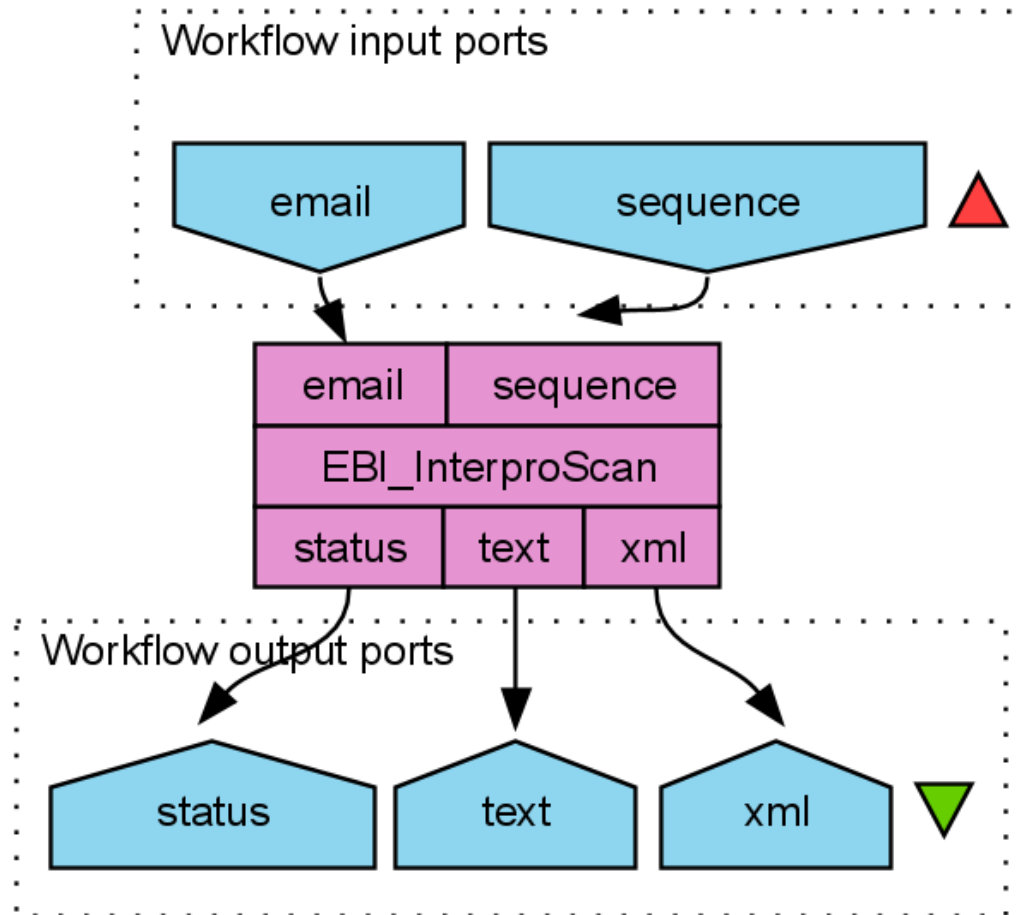 Workflow input ports
email sequence
email sequence
EBI_InterproScan
status text xml
Workflow output ports
status text xml